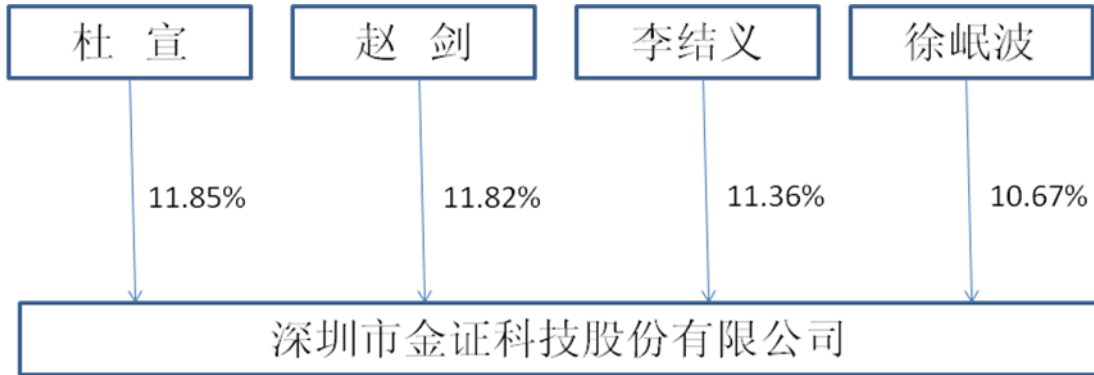 杜 宣
赵 剑
李结义
徐岷波
11.85%
11.82%
11.36%
10.67%
深圳市金证科技股份有限公司